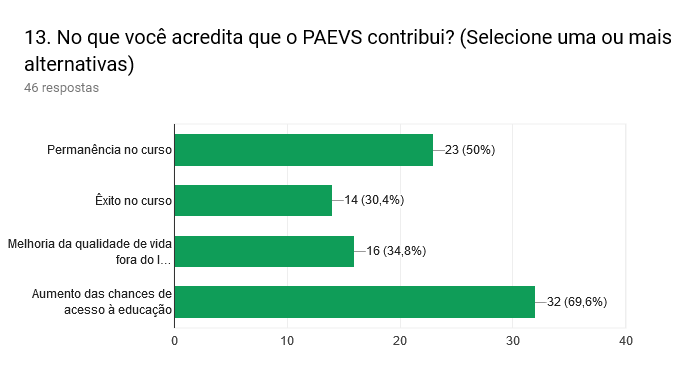 13. No que você acredita que o PAEVS contribui? (Selecione uma ou mais
alternativas)
46 respostas
Permanência no curso
23 (50%)
Êxito no curso
14 (30,4%)
Melhoria da qualidade de vida
fora do I...
16 (34,8%)
Aumento das chances de
acesso à educação
32 (69,6%)
0 10 20 30 40